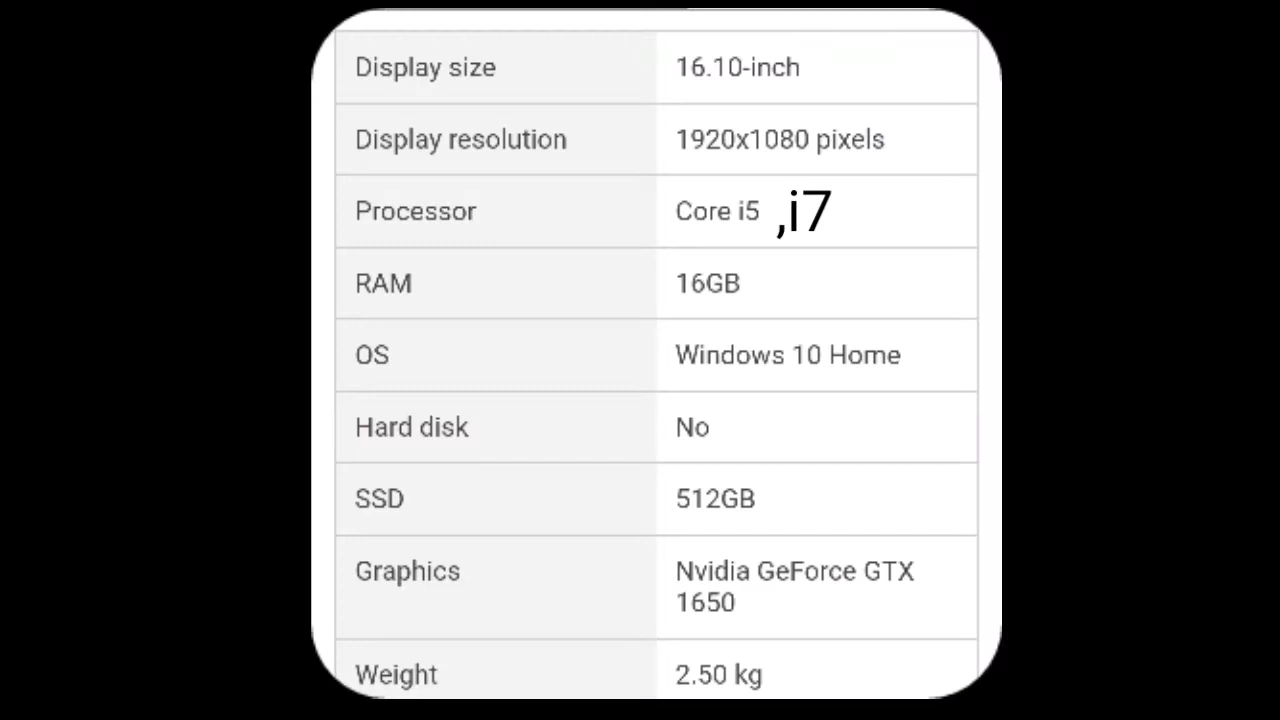 Display size 16.10-inch
Display resolution 1920x1080 pixels
Processor Core i5 ,i7
RAM 16GB
OS Windows 10 Home
Hard disk No
SSD 512GB
Graphics Nvidia GeForce GTX
1650
Weight 2.50 kg